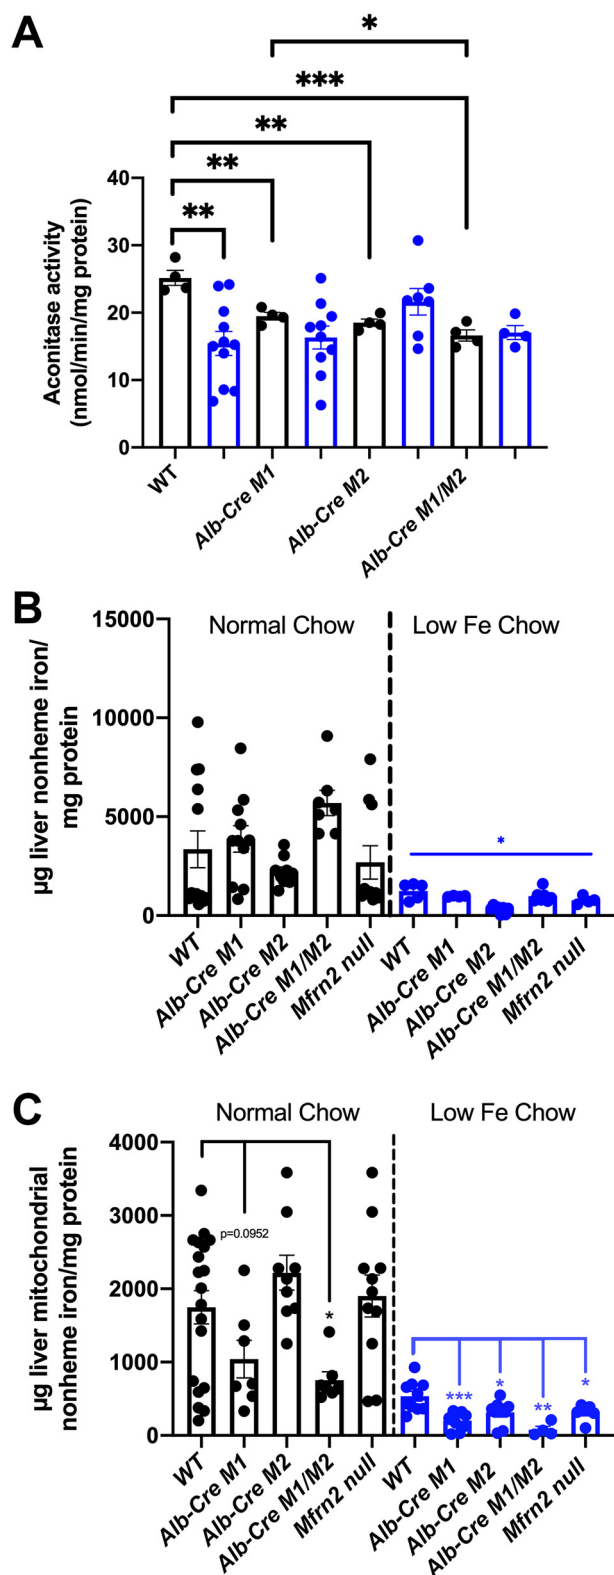 A
*
***
**
**
**
Aconitase activity
(nmol/min/mg protein)
40
30
20
10
0
WT
Alb-Cre M1
Alb-Cre M2
Alb-Cre M1/M2
B
Normal Chow
Low Fe Chow
µg liver nonheme iron/
mg protein
15000
10000
5000
0
*
WT
Alb-Cre M1
Alb-Cre M2
Alb-Cre M1/M2
Mfrn2 null
WT
Alb-Cre M1
Alb-Cre M2
Alb-Cre M1/M2
Mfrn2 null
C
Normal Chow
Low Fe Chow
µg liver mitochondrial
nonheme iron/mg protein
4000
3000
2000
1000
0
p=0.0952
*
***
*
**
*
WT
Alb-Cre M1
Alb-Cre M2
Alb-Cre M1/M2
Mfrn2 null
WT
Alb-Cre M1
Alb-Cre M2
Alb-Cre M1/M2
Mfrn2 null